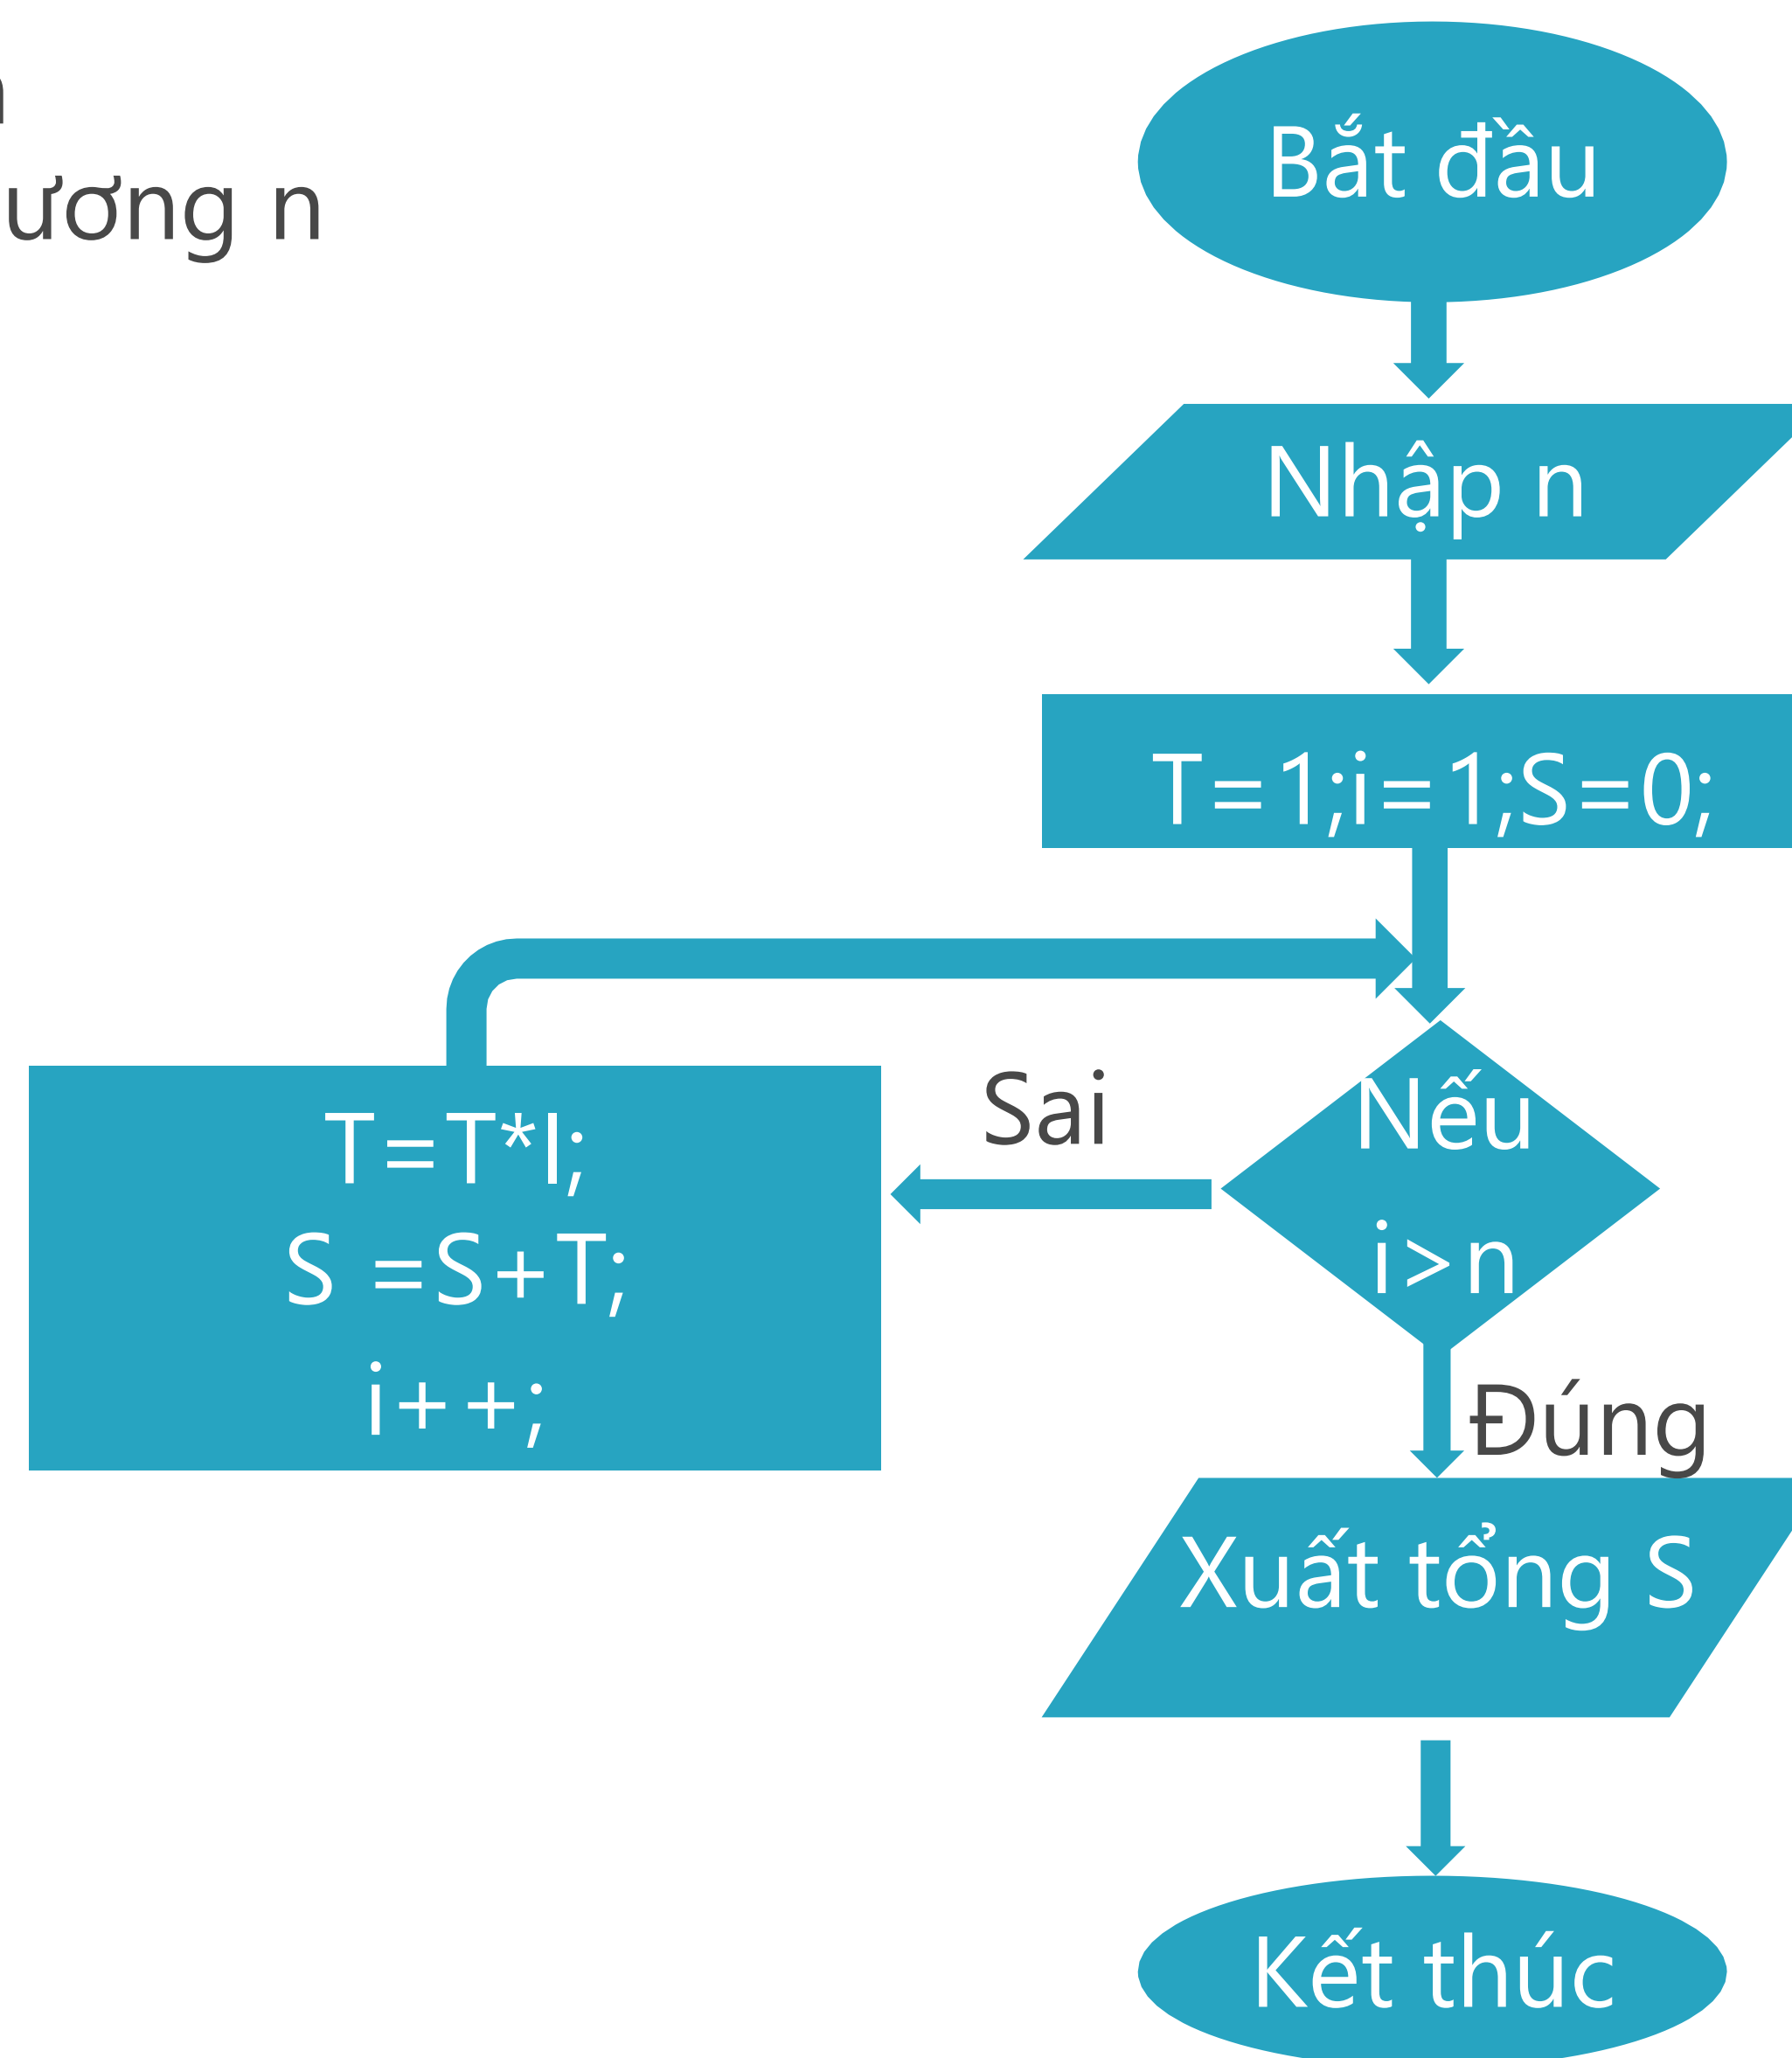 ương n
Bắt đầu
Nhập n
T=1;i=1;S=0;
Nếu
i>n
Sai
T=T*I;
S =S+T;
i++;
Đúng
Xuất tổng S
Kết thúc